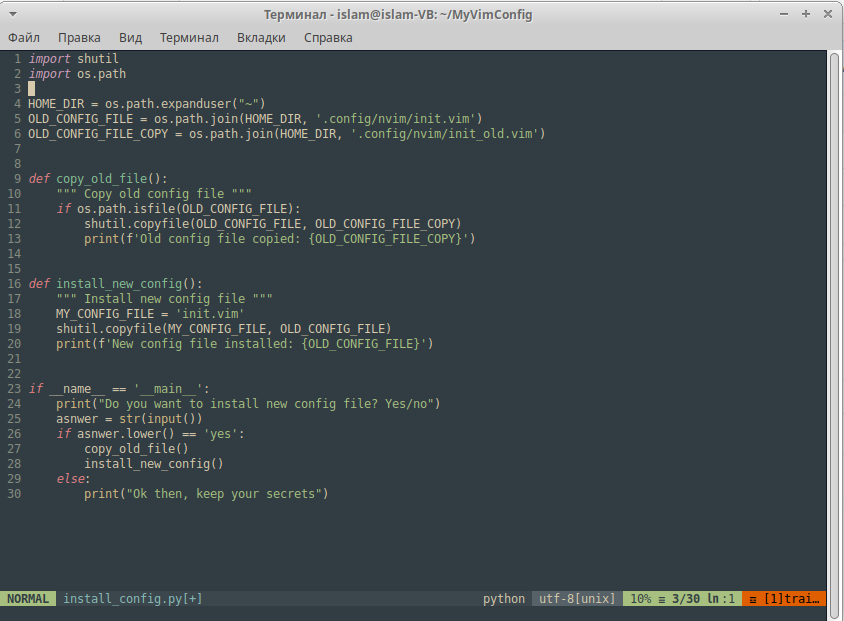 Терминал - islam@islam-VB: ~/MyVimConfig
Файл Правка Вид Терминал Вкладки Справка
1 import shutil
2 import os.path
3
4 HOME_DIR = os.path.expanduser("~")
5 OLD_CONFIG_FILE = os.path.join(HOME_DIR, '.config/nvim/init.vim')
6 OLD_CONFIG_FILE_COPY = os.path.join(HOME_DIR, '.config/nvim/init_old.vim')
7
8
9 def copy_old_file():
10     """ Copy old config file """
11     if os.path.isfile(OLD_CONFIG_FILE):
12         shutil.copyfile(OLD_CONFIG_FILE, OLD_CONFIG_FILE_COPY)
13         print(f'Old config file copied: {OLD_CONFIG_FILE_COPY}')
14
15
16 def install_new_config():
17     """ Install new config file """
18     MY_CONFIG_FILE = 'init.vim'
19     shutil.copyfile(MY_CONFIG_FILE, OLD_CONFIG_FILE)
20     print(f'New config file installed: {OLD_CONFIG_FILE}')
21
22
23 if __name__ == '__main__':
24     print("Do you want to install new config file? Yes/no")
25     asnwer = str(input())
26     if asnwer.lower() == 'yes':
27         copy_old_file()
28         install_new_config()
29     else:
30         print("Ok then, keep your secrets")
NORMAL install_config.py[+] python utf-8[unix] 10% ≡ 3/30 ln :1 ☲ [1]trai…